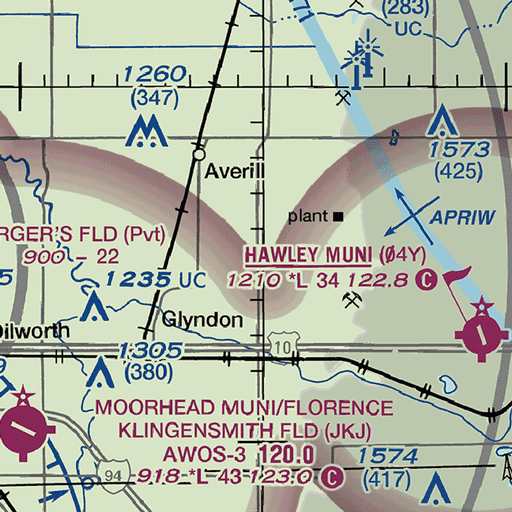 (283)
UC
1260
(347)
1573
(425)
Averill
plant
APRIW
RGER'S FLD (Pvt)
900 - 22
HAWLEY MUNI (Ø4Y)
1210 *L 34 122.8 C
5
1235 UC
Glyndon
Dilworth
10
1305
(380)
9
MOORHEAD MUNI/FLORENCE
KLINGENSMITH FLD (JKJ)
AWOS-3 120.0
918 - *L 43 123.0 C
94
1574
(417)